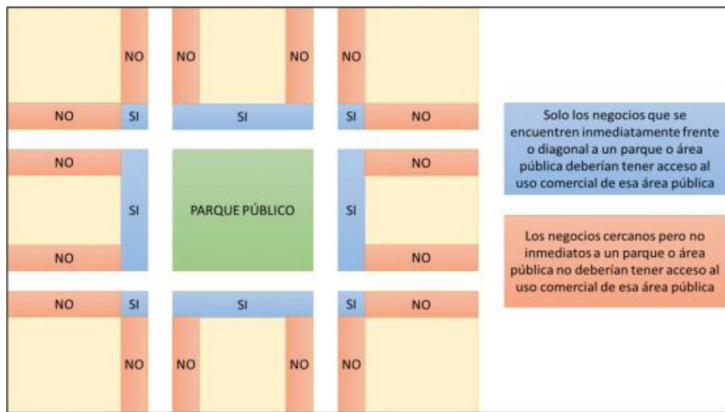 NO NO NO NO
NO SI SI SI NO
Solo los negocios que se
encuentren inmediatamente frente
o diagonal a un parque o área
pública deberían tener acceso al
uso comercial de esa área pública
NO NO
SI PARQUE PÚBLICO SI
NO NO
Los negocios cercanos pero no
inmediatos a un parque o área
pública no deberían tener acceso al
uso comercial de esa área pública
NO SI SI SI NO
NO NO NO NO